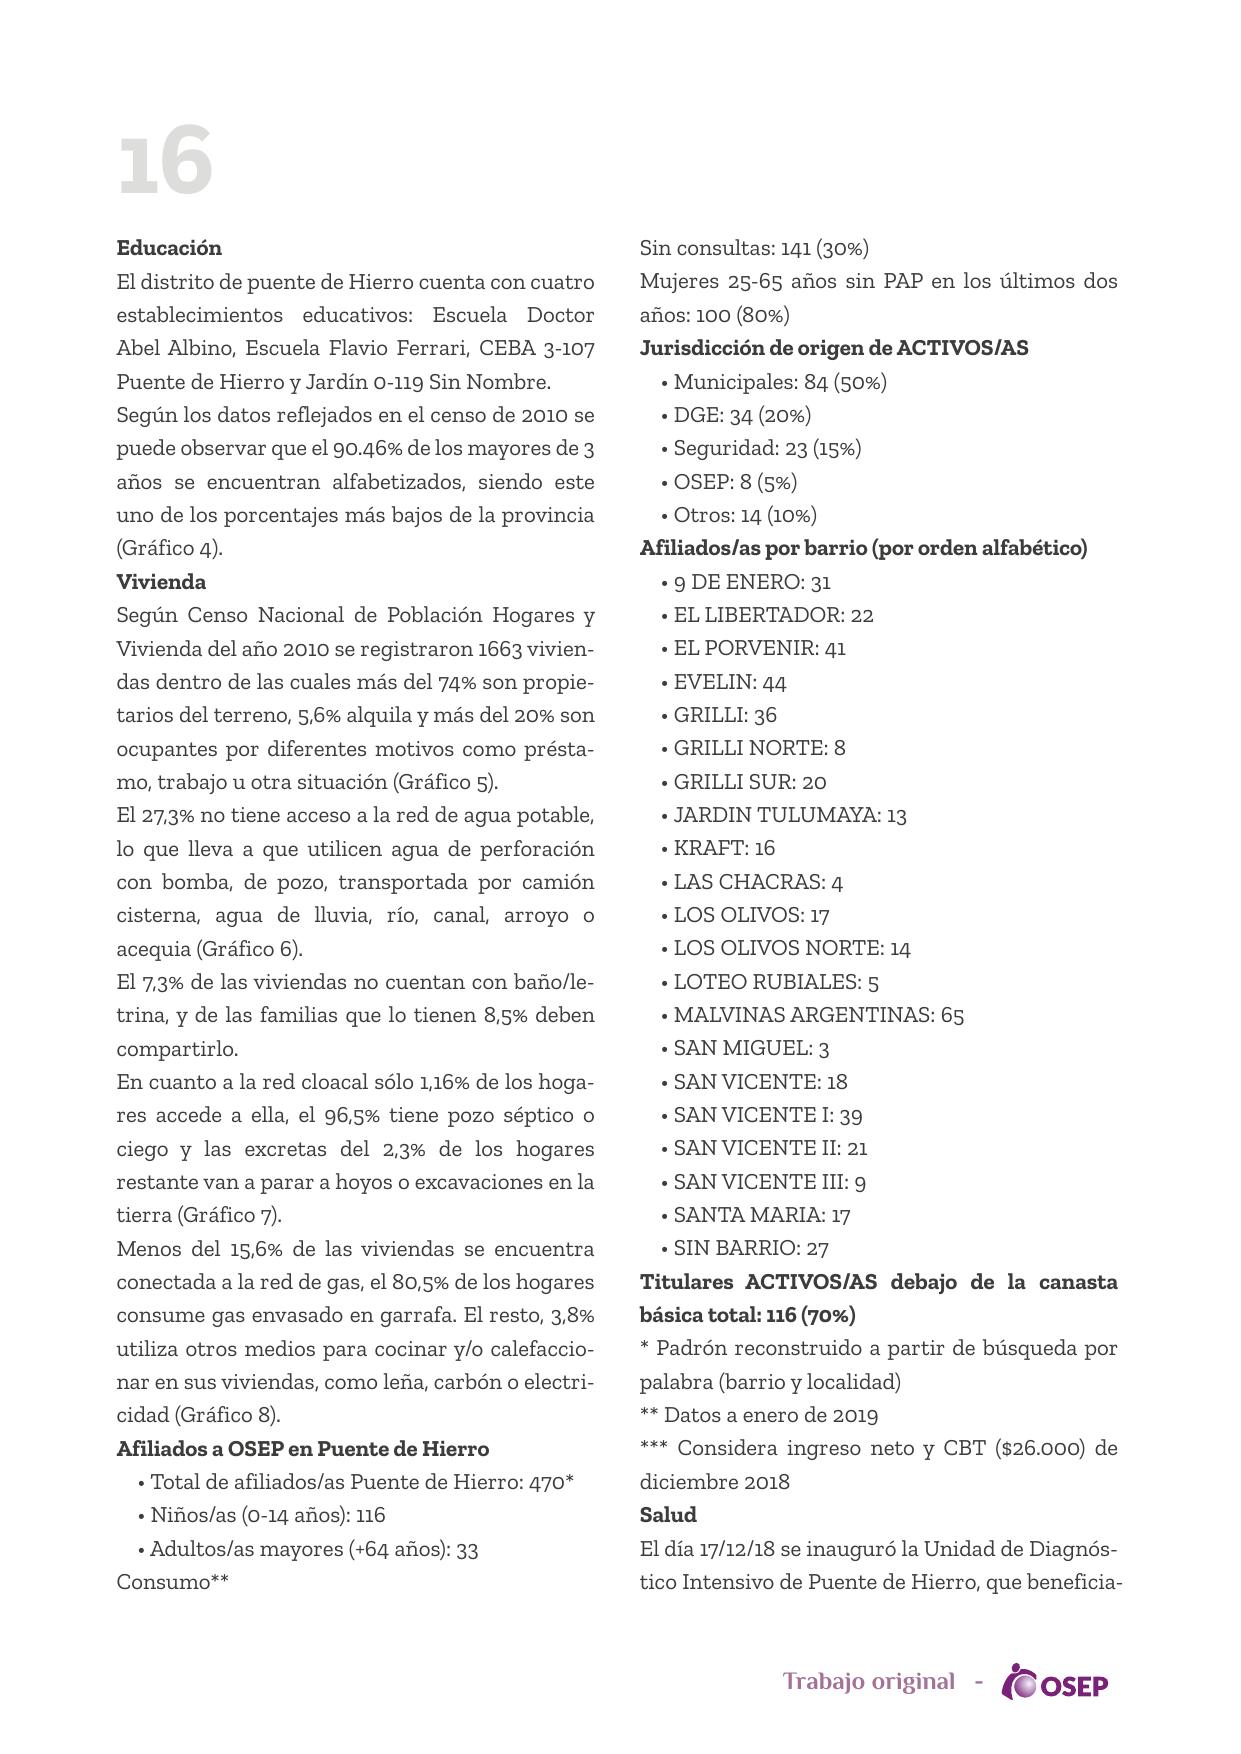 16
Educación
El distrito de puente de Hierro cuenta con cuatro
establecimientos educativos: Escuela Doctor
Abel Albino, Escuela Flavio Ferrari, CEBA 3-107
Puente de Hierro y Jardín 0-119 Sin Nombre.
Según los datos reflejados en el censo de 2010 se
puede observar que el 90.46% de los mayores de 3
años se encuentran alfabetizados, siendo este
uno de los porcentajes más bajos de la provincia
(Gráfico 4).
Vivienda
Según Censo Nacional de Población Hogares y
Vivienda del año 2010 se registraron 1663 vivien-
das dentro de las cuales más del 74% son propie-
tarios del terreno, 5,6% alquila y más del 20% son
ocupantes por diferentes motivos como présta-
mo, trabajo u otra situación (Gráfico 5).
El 27,3% no tiene acceso a la red de agua potable,
lo que lleva a que utilicen agua de perforación
con bomba, de pozo, transportada por camión
cisterna, agua de lluvia, río, canal, arroyo o
acequia (Gráfico 6).
El 7,3% de las viviendas no cuentan con baño/le-
trina, y de las familias que lo tienen 8,5% deben
compartirlo.
En cuanto a la red cloacal sólo 1,16% de los hoga-
res accede a ella, el 96,5% tiene pozo séptico o
ciego y las excretas del 2,3% de los hogares
restante van a parar a hoyos o excavaciones en la
tierra (Gráfico 7).
Menos del 15,6% de las viviendas se encuentra
conectada a la red de gas, el 80,5% de los hogares
consume gas envasado en garrafa. El resto, 3,8%
utiliza otros medios para cocinar y/o calefaccio-
nar en sus viviendas, como leña, carbón o electri-
cidad (Gráfico 8).
Afiliados a OSEP en Puente de Hierro
• Total de afiliados/as Puente de Hierro: 470*
• Niños/as (0-14 años): 116
• Adultos/as mayores (+64 años): 33
Consumo**
Sin consultas: 141 (30%)
Mujeres 25-65 años sin PAP en los últimos dos
años: 100 (80%)
Jurisdicción de origen de ACTIVOS/AS
• Municipales: 84 (50%)
• DGE: 34 (20%)
• Seguridad: 23 (15%)
• OSEP: 8 (5%)
• Otros: 14 (10%)
Afiliados/as por barrio (por orden alfabético)
• 9 DE ENERO: 31
• EL LIBERTADOR: 22
• EL PORVENIR: 41
• EVELIN: 44
• GRILLI: 36
• GRILLI NORTE: 8
• GRILLI SUR: 20
• JARDIN TULUMAYA: 13
• KRAFT: 16
• LAS CHACRAS: 4
• LOS OLIVOS: 17
• LOS OLIVOS NORTE: 14
• LOTEO RUBIALES: 5
• MALVINAS ARGENTINAS: 65
• SAN MIGUEL: 3
• SAN VICENTE: 18
• SAN VICENTE I: 39
• SAN VICENTE II: 21
• SAN VICENTE III: 9
• SANTA MARIA: 17
• SIN BARRIO: 27
Titulares ACTIVOS/AS debajo de la canasta
básica total: 116 (70%)
* Padrón reconstruido a partir de búsqueda por
palabra (barrio y localidad)
** Datos a enero de 2019
*** Considera ingreso neto y CBT ($26.000) de
diciembre 2018
Salud
El día 17/12/18 se inauguró la Unidad de Diagnós-
tico Intensivo de Puente de Hierro, que beneficia-
Trabajo original - OSEP